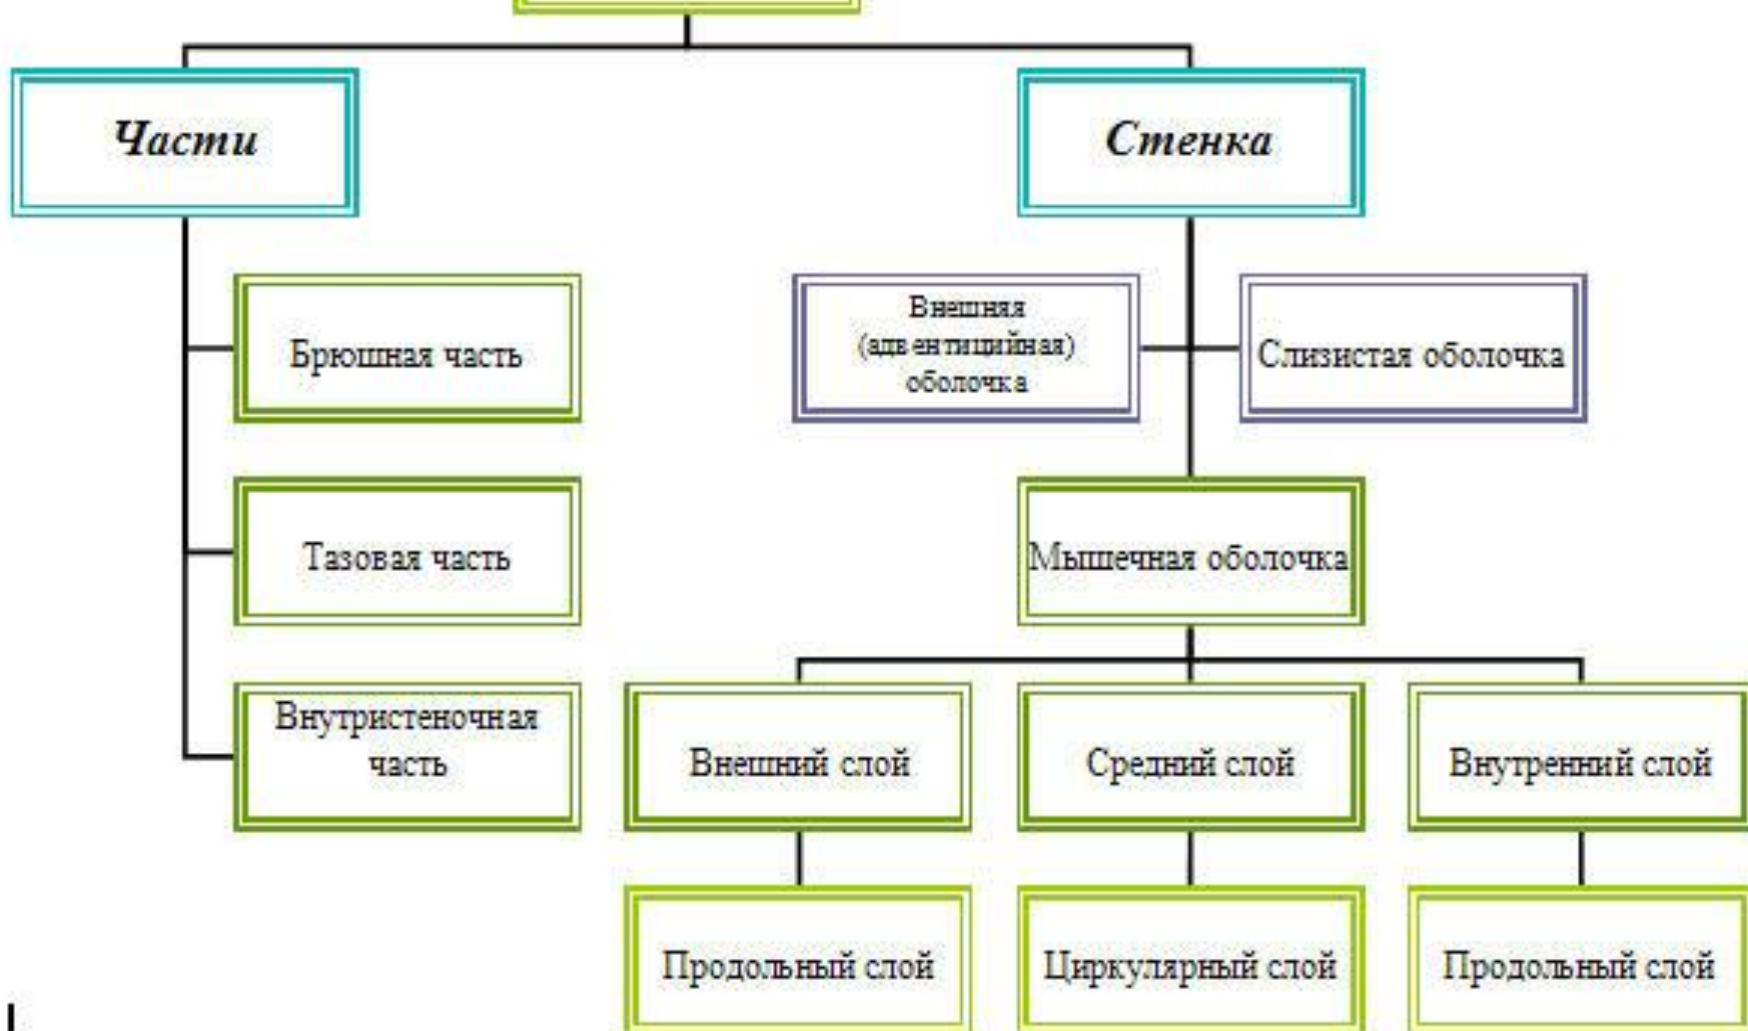 Части
Стенка
Брюшная часть
Внешняя
(адвентицийная)
оболочка
Слизистая оболочка
Тазовая часть
Мышечная оболочка
Внутристеночная
часть
Внешний слой
Средний слой
Внутренний слой
Продольный слой
Циркулярный слой
Продольный слой